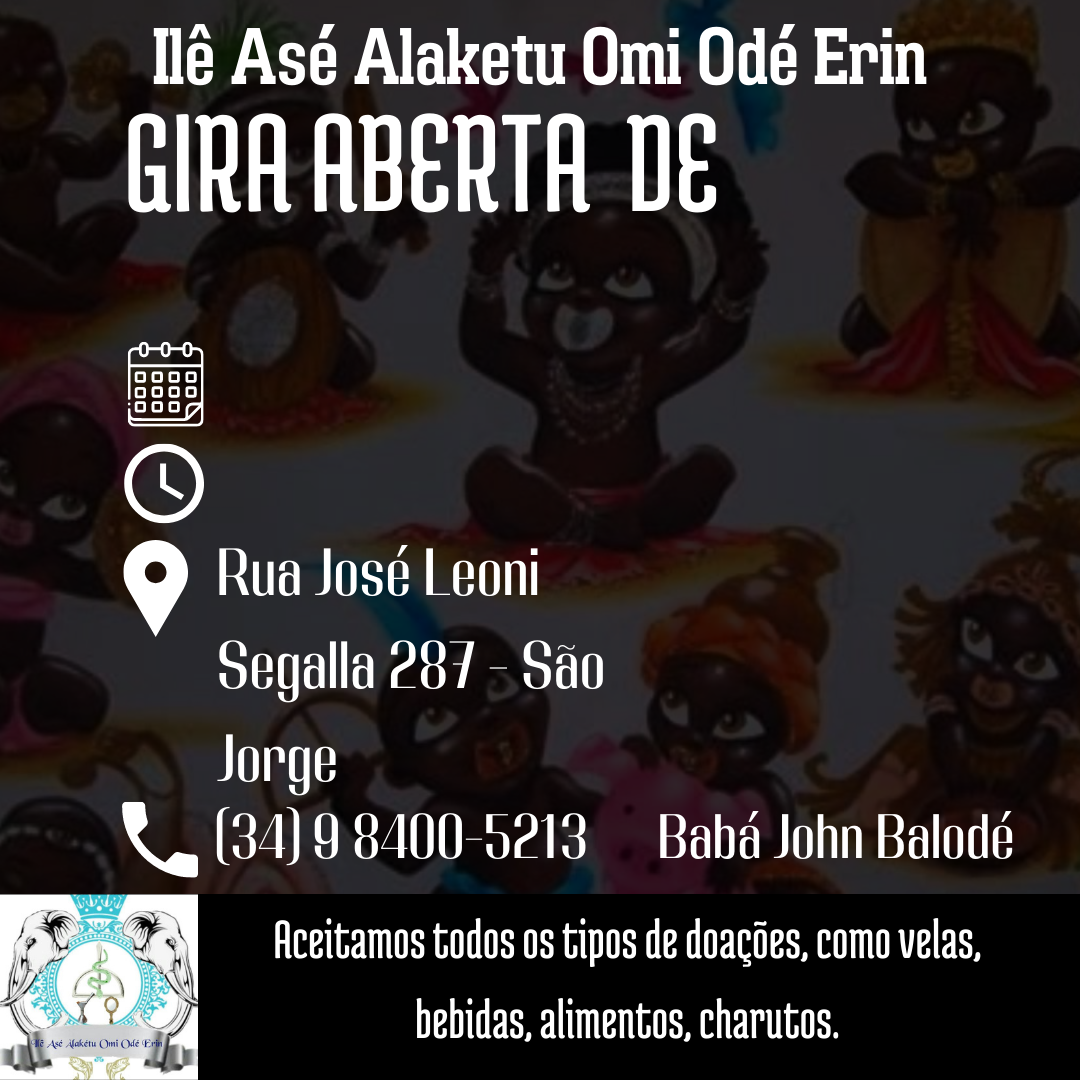 Ilê Asé Alaketu Omi Odé Erin
GIRA ABERTA DE
Rua José Leoni
Segalla 287 - São
Jorge
(34) 9 8400-5213 Babá John Balodé
Aceitamos todos os tipos de doações, como velas,
bebidas, alimentos, charutos.
Ilê Asé Alakétu Omi Odé Erin